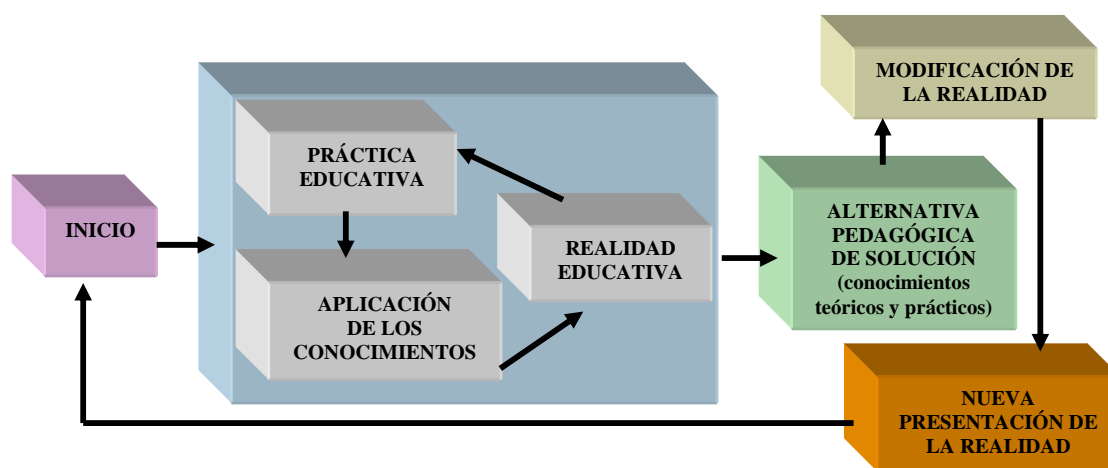 INICIO
PRÁCTICA
EDUCATIVA
APLICACIÓN
DE LOS
CONOCIMIENTOS
REALIDAD
EDUCATIVA
ALTERNATIVA
PEDAGÓGICA
DE SOLUCIÓN
(conocimientos
teóricos y prácticos)
MODIFICACIÓN DE
LA REALIDAD
NUEVA
PRESENTACIÓN DE
LA REALIDAD